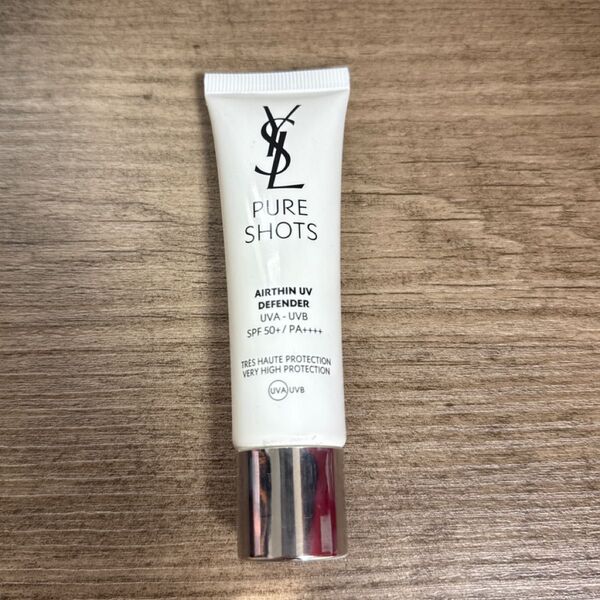 YSL
PURE
SHOTS
AIRTHIN UV
DEFENDER
UVA - UVB
SPF 50+/ PA++++
TRÈS HAUTE PROTECTION
VERY HIGH PROTECTION
UVA UVB